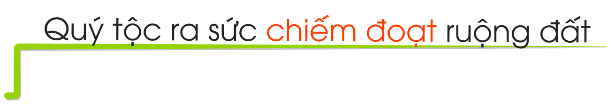 Quý tộc ra sức chiếm đoạt ruộng đất